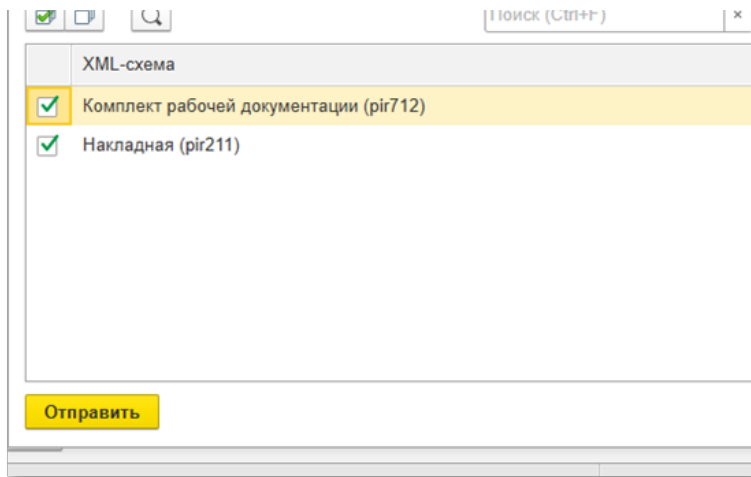 Поиск (Ctrl+F)
XML-схема
Комплект рабочей документации (pir712)
Накладная (pir211)
Отправить